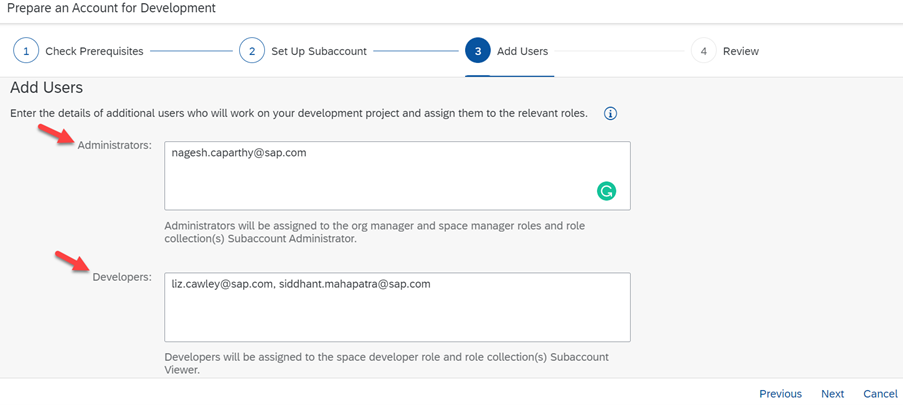 Prepare an Account for Development
1 Check Prerequisites 2 Set Up Subaccount 3 Add Users 4 Review
Add Users
Enter the details of additional users who will work on your development project and assign them to the relevant roles. i
Administrators: nagesh.caparthy@sap.com
G
Administrators will be assigned to the org manager and space manager roles and role
collection(s) Subaccount Administrator.
Developers: liz.cawley@sap.com, siddhant.mahapatra@sap.com
Developers will be assigned to the space developer role and role collection(s) Subaccount
Viewer.
Previous Next Cancel